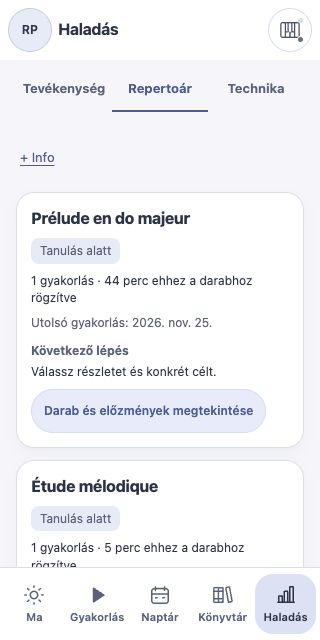 RP Haladás
Tevékenység Repertoár Technika
+ Info
Prélude en do majeur
Tanulás alatt
1 gyakorlás · 44 perc ehhez a darabhoz
rögzítve
Utolsó gyakorlás: 2026. nov. 25.
Következő lépés
Válassz részletet és konkrét célt.
Darab és előzmények megtekintése
Étude mélodique
Tanulás alatt
1 gyakorlás · 5 perc ehhez a darabhoz
rögzítve
Ma Gyakorlás Naptár Könyvtár Haladás